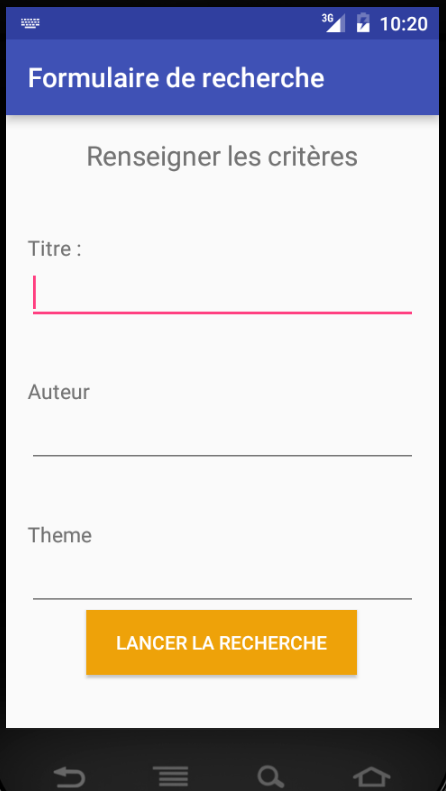 3G 10:20
Formulaire de recherche
Renseigner les critères
Titre :
Auteur
Theme
LANCER LA RECHERCHE